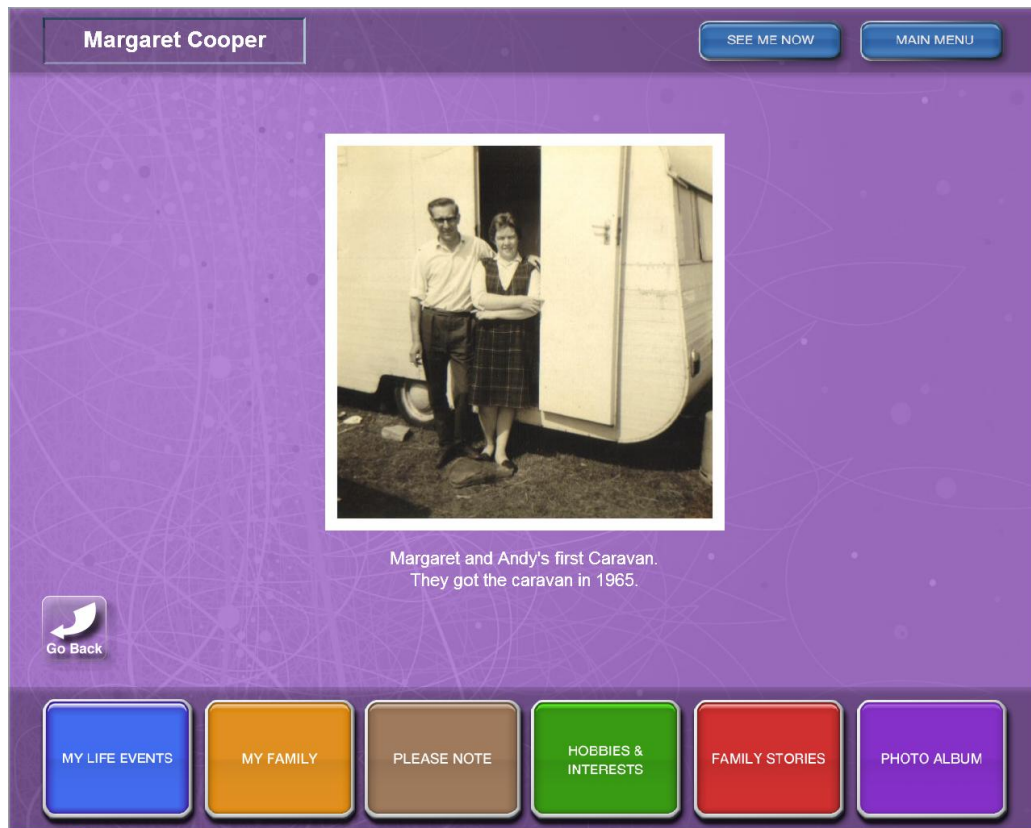 Margaret Cooper
SEE ME NOW
MAIN MENU
Margaret and Andy's first Caravan.
They got the caravan in 1965.
Go Back
MY LIFE EVENTS
MY FAMILY
PLEASE NOTE
HOBBIES &
INTERESTS
FAMILY STORIES
PHOTO ALBUM